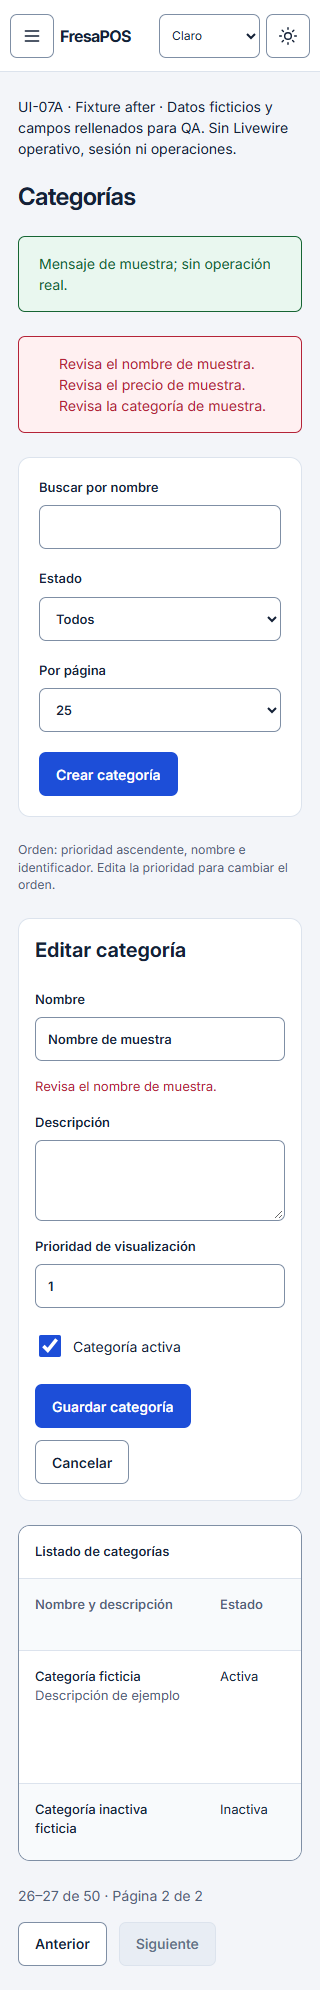 FresaPOS
Claro
UI-07A · Fixture after · Datos ficticios y
campos rellenados para QA. Sin Livewire
operativo, sesión ni operaciones.
Categorías
Mensaje de muestra; sin operación
real.
Revisa el nombre de muestra.
Revisa el precio de muestra.
Revisa la categoría de muestra.
Buscar por nombre
Estado
Todos
Por página
25
Crear categoría
Orden: prioridad ascendente, nombre e
identificador. Edita la prioridad para cambiar el
orden.
Editar categoría
Nombre
Nombre de muestra
Revisa el nombre de muestra.
Descripción
Prioridad de visualización
1
Categoría activa
Guardar categoría
Cancelar
Listado de categorías
Nombre y descripción Estado
Categoría ficticia Activa
Descripción de ejemplo
Categoría inactiva Inactiva
ficticia
26–27 de 50 · Página 2 de 2
Anterior Siguiente